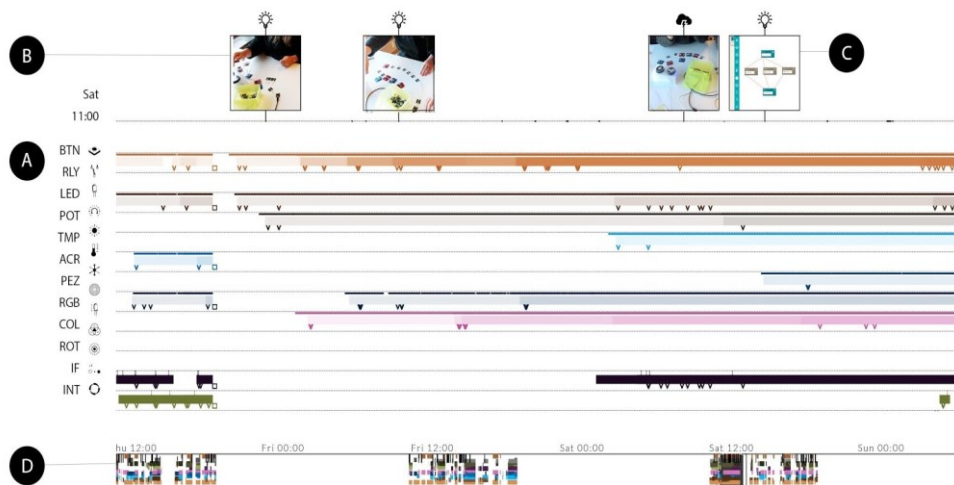 B
C
Sat
11:00
A
BTN
RLY
LED
POT
TMP
ACR
PEZ
RGB
COL
ROT
IF
INT
hu 12:00 Fri 00:00 Fri 12:00 Sat 00:00 Sat 12:00 Sun 00:00
D